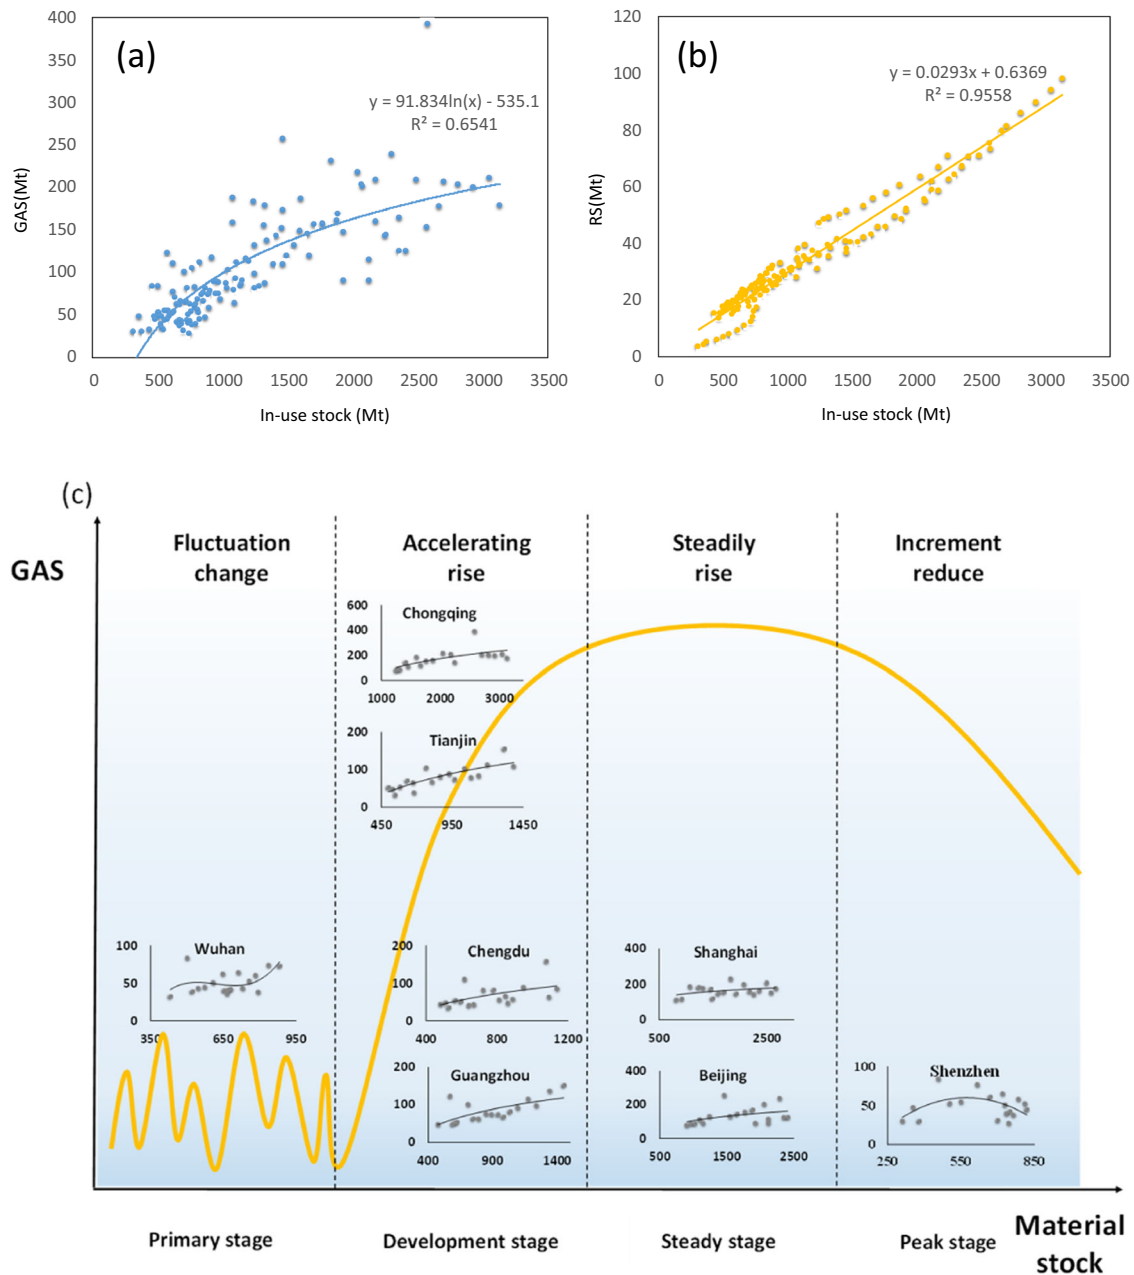 (a)
y = 91.834ln(x) - 535.1
R² = 0.6541
GAS(Mt)
400
350
300
250
200
150
100
50
0
0 500 1000 1500 2000 2500 3000 3500
In-use stock (Mt)
(b)
y = 0.0293x + 0.6369
R² = 0.9558
RS(Mt)
120
100
80
60
40
20
0
0 500 1000 1500 2000 2500 3000 3500
In-use stock (Mt)
(c)
GAS
Fluctuation
change
Accelerating
rise
Steadily
rise
Increment
reduce
Chongqing
600
400
200
0
1000 2000 3000
Tianjin
200
100
0
450 950 1450
Wuhan
100
50
0
350 650 950
Chengdu
200
100
0
400 800 1200
Shanghai
400
200
0
500 1500 2500
Guangzhou
200
100
0
400 900 1400
Beijing
400
200
0
500 1500 2500
Shenzhen
100
50
0
250 550 850
Primary stage
Development stage
Steady stage
Peak stage
Material
stock